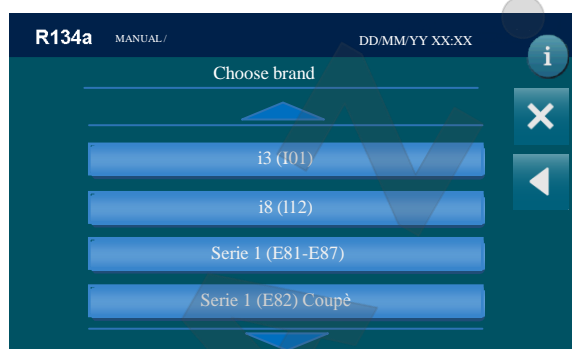 R134a MANUAL/ DD/MM/YY XX:XX
i
Choose brand
i3 (I01)
i8 (l12)
Serie 1 (E81-E87)
Serie 1 (E82) Coupè